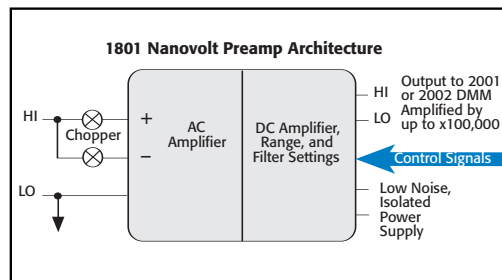 1801 Nanovolt Preamp Architecture
HI
Chopper
LO
+
−
AC
Amplifier
DC Amplifier,
Range, and
Filter Settings
HI
LO
Output to 2001
or 2002 DMM
Amplified by
up to x100,000
Control Signals
Low Noise,
Isolated
Power
Supply